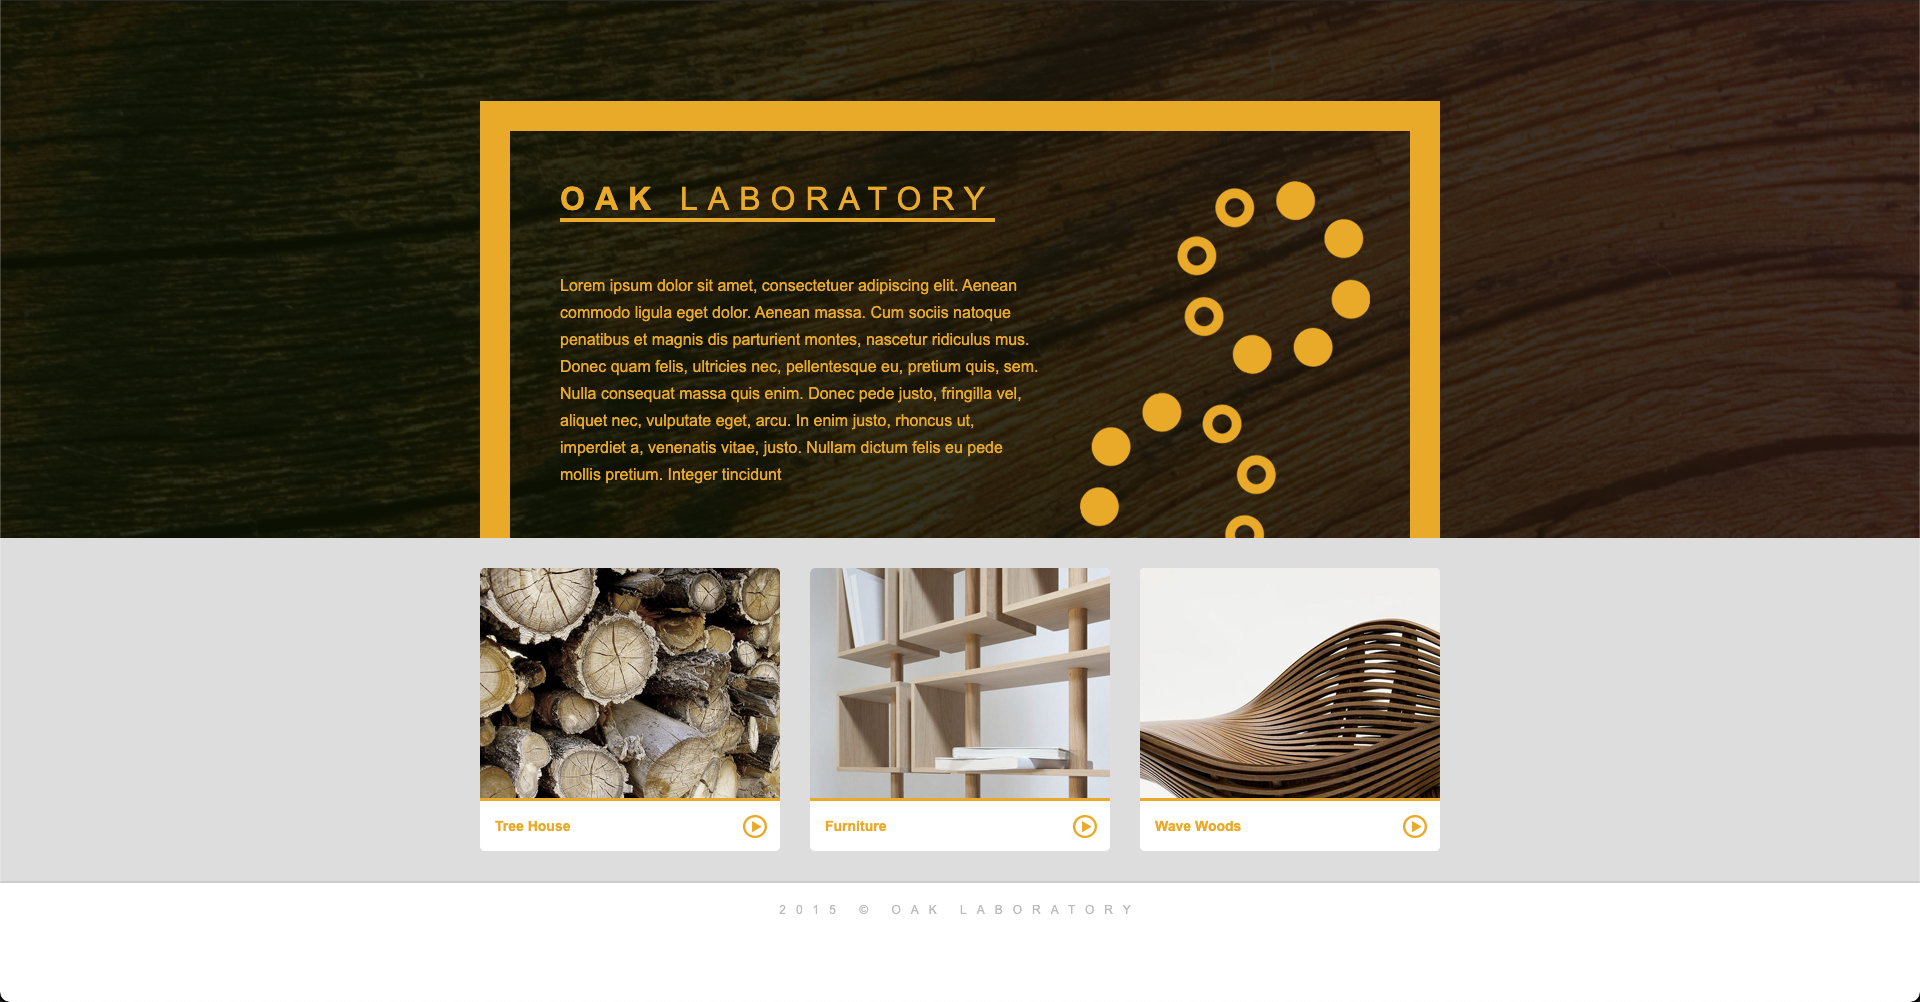 OAK LABORATORY
Lorem ipsum dolor sit amet, consectetuer adipiscing elit. Aenean
commodo ligula eget dolor. Aenean massa. Cum sociis natoque
penatibus et magnis dis parturient montes, nascetur ridiculus mus.
Donec quam felis, ultricies nec, pellentesque eu, pretium quis, sem.
Nulla consequat massa quis enim. Donec pede justo, fringilla vel,
aliquet nec, vulputate eget, arcu. In enim justo, rhoncus ut,
imperdiet a, venenatis vitae, justo. Nullam dictum felis eu pede
mollis pretium. Integer tincidunt
Tree House
Furniture
Wave Woods
2015 © OAK LABORATORY